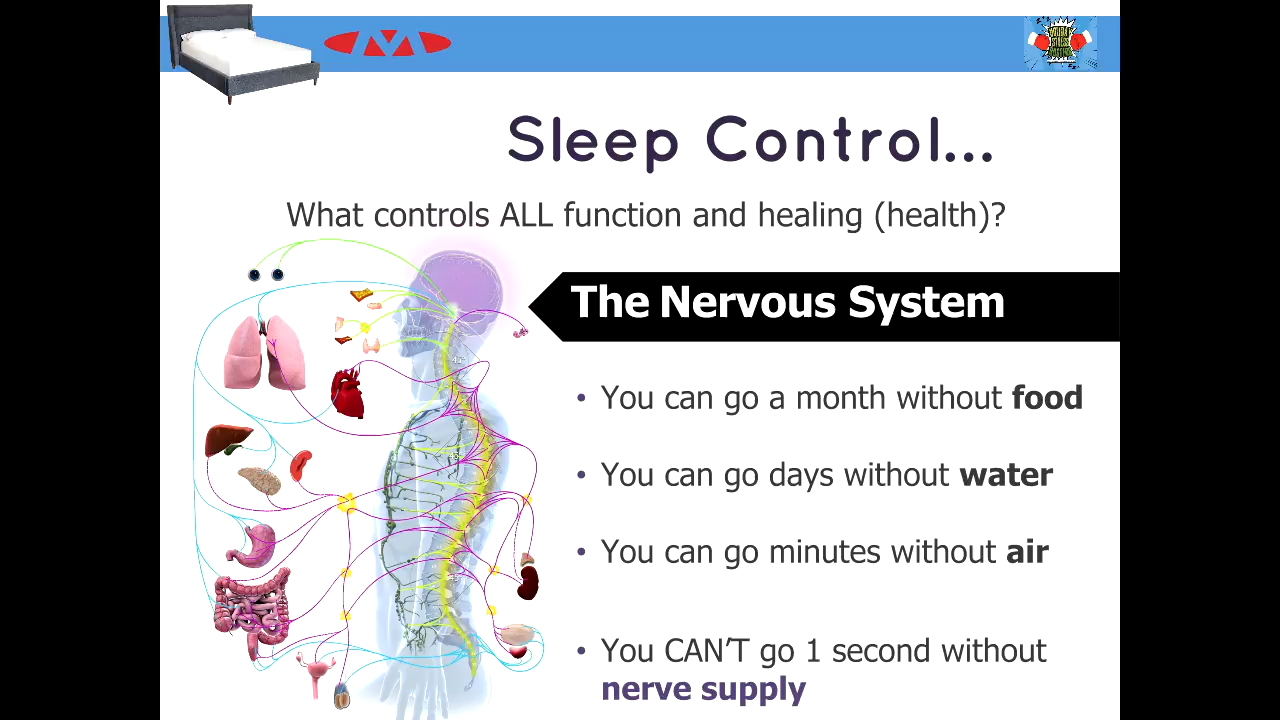 Sleep Control...
What controls ALL function and healing (health)?
The Nervous System
• You can go a month without food
• You can go days without water
• You can go minutes without air
• You CAN'T go 1 second without
nerve supply